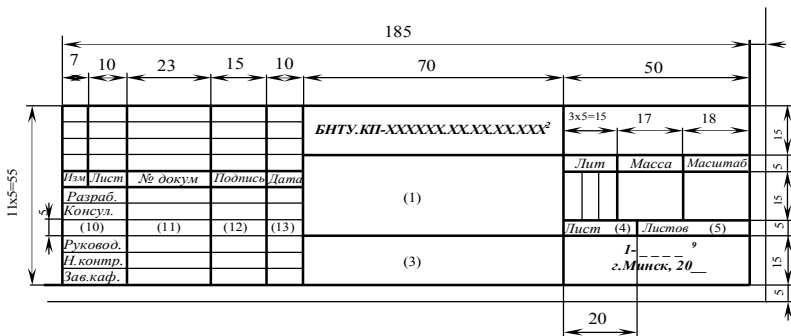 185
7 10 23 15 10 70 50
БНТУ.КП-ХХХХХХ.ХХ.ХХ.ХХ.ХХХ²
3х5=15 17 18
15
Лит Масса Масштаб
5
11х5=55
Изм Лист № докум Подпись Дата
(1)
15
Разраб.
Консул.
5
(10) (11) (12) (13)
Лист (4) Листов (5)
5
Руковод.
1-_ _ _ _ ⁹
Н.контр.
(3)
г.Минск, 20__
15
Зав.каф.
5
20